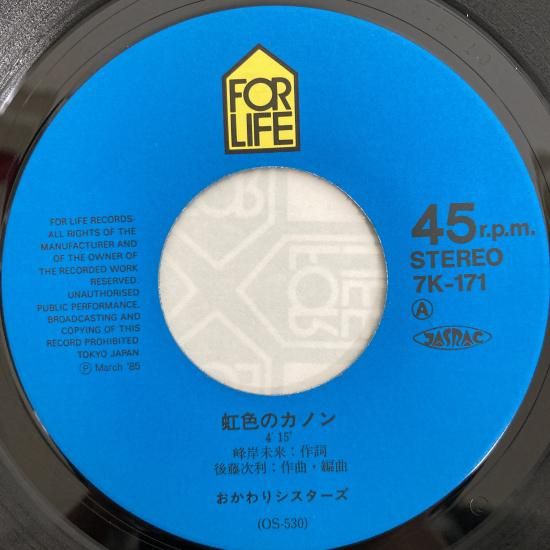 FOR
LIFE
FOR LIFE RECORDS·
ALL RIGHTS OF THE
MANUFACTURER AND
OF THE OWNER OF
THE RECORDED WORK
RESERVED.
UNAUTHORISED
PUBLIC PERFORMANCE,
BROADCASTING AND
COPYING OF THIS
RECORD PROHIBITED
TOKYO JAPAN
Ⓟ March '85
45 r.p.m.
STEREO
7K-171
Ⓐ
JASRAC
虹色のカノン
4' 15"
峰岸未来：作詞
後藤次利：作曲・編曲
おかわりシスターズ
(OS-530)